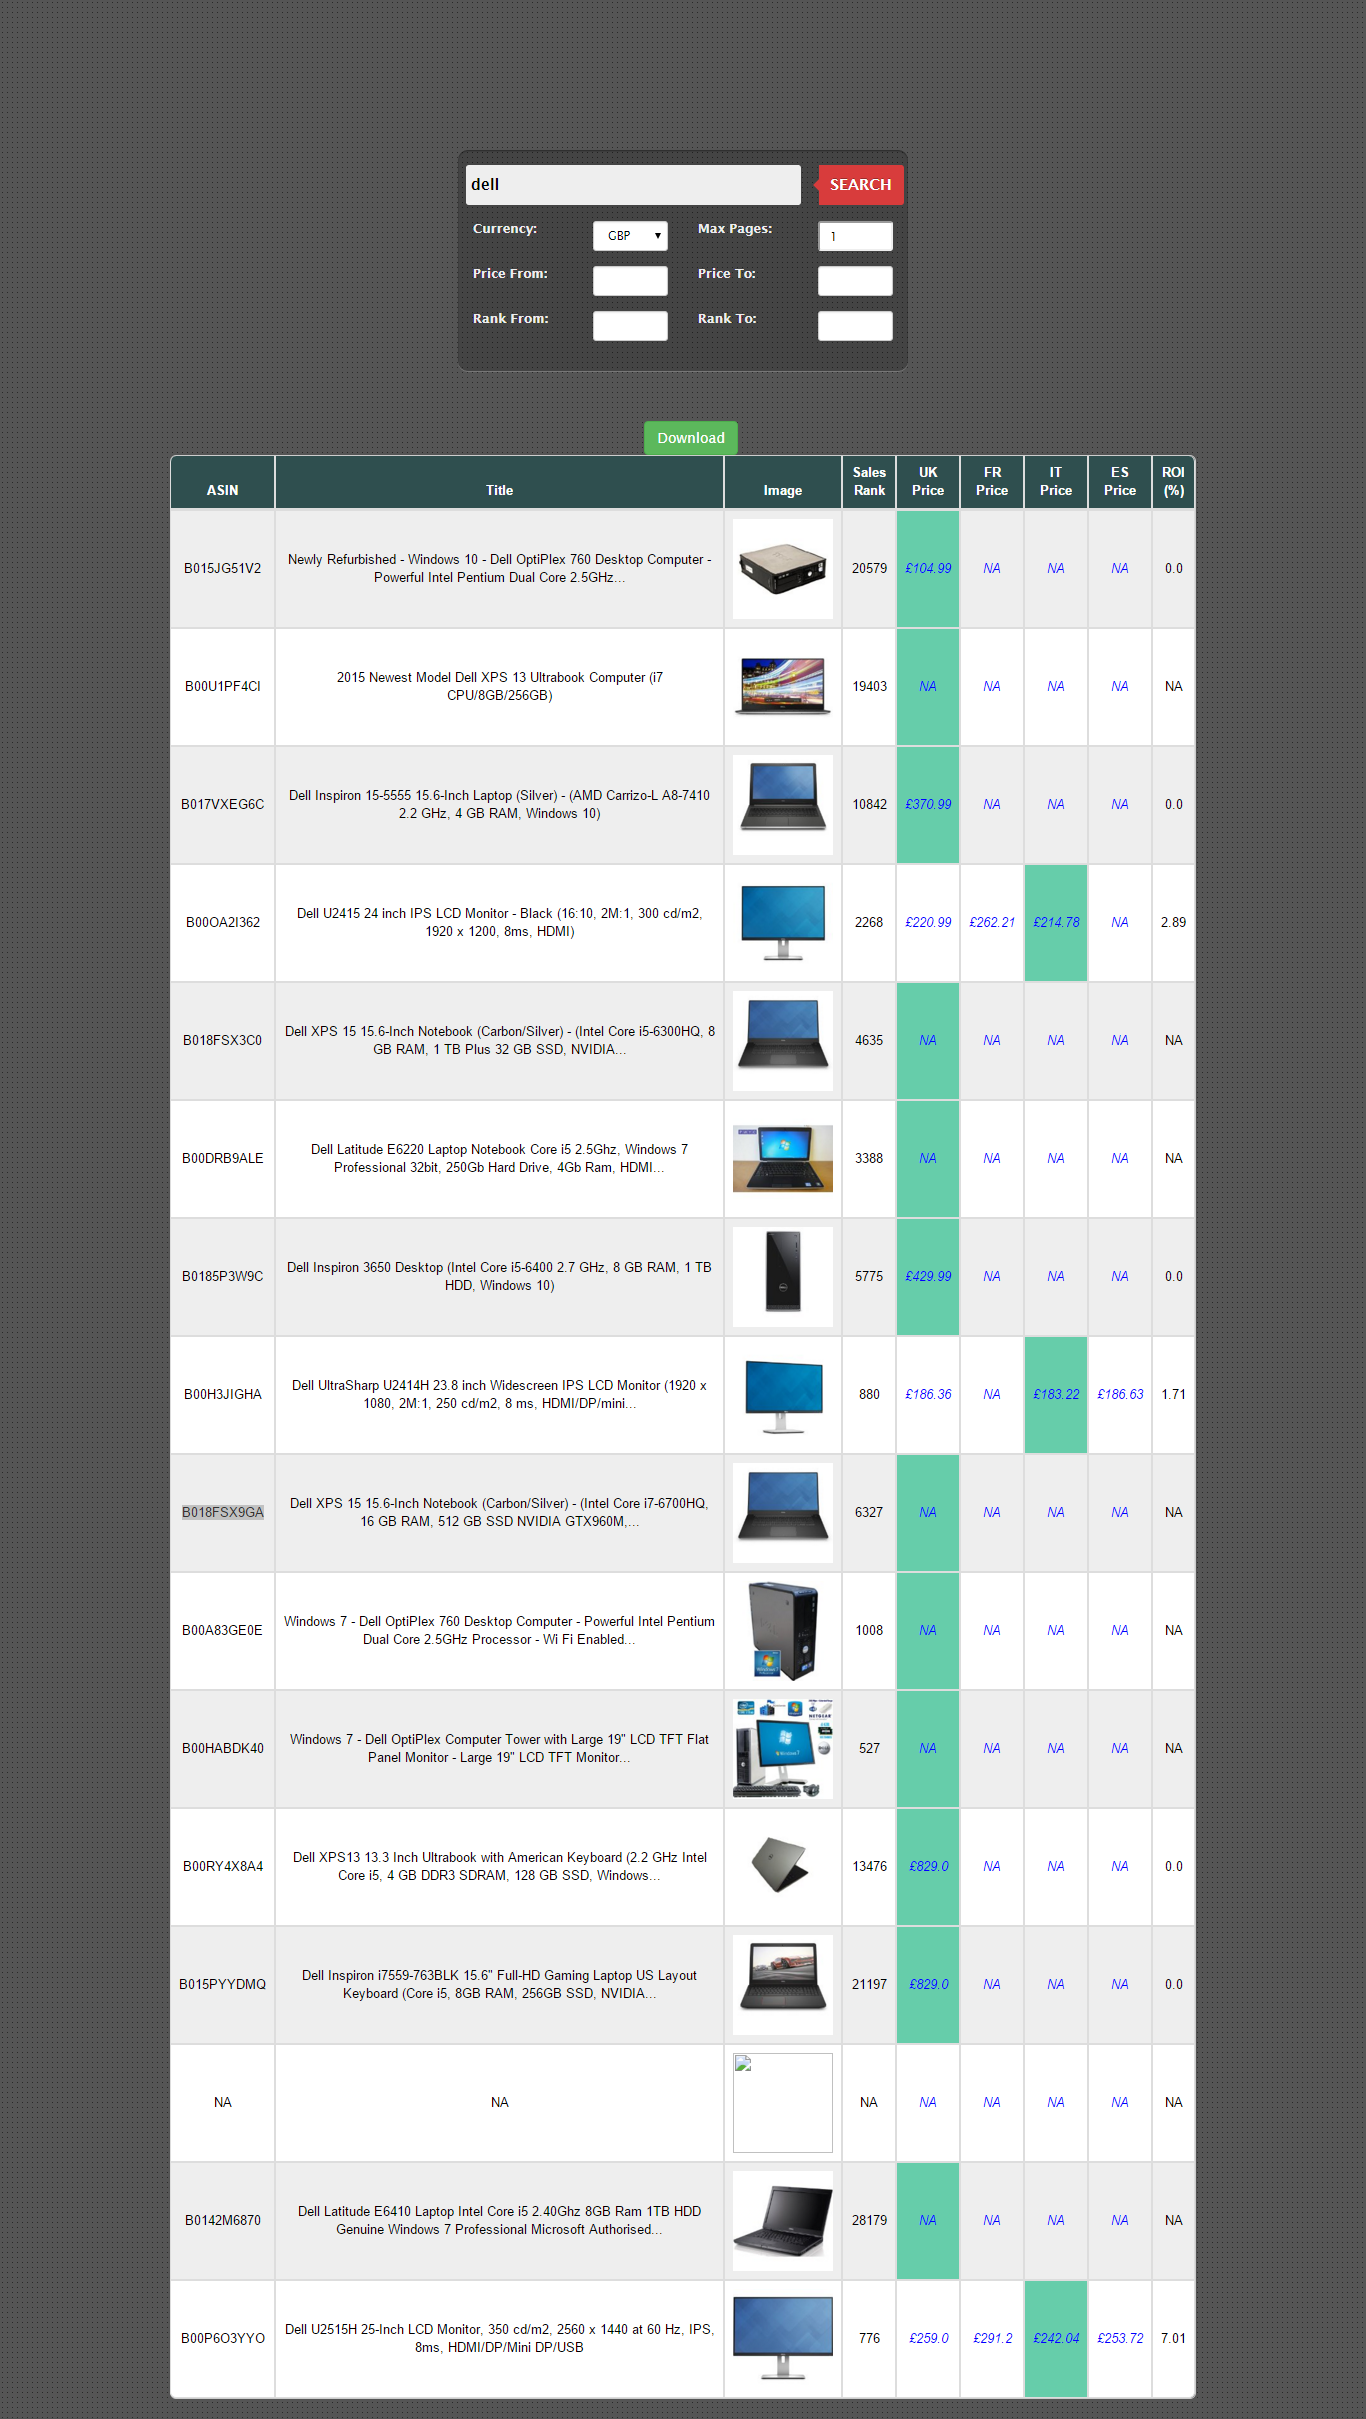 dell
SEARCH
Currency: GBP Max Pages: 1
Price From: Price To:
Rank From: Rank To:
Download
ASIN Title Image Sales Rank UK Price FR Price IT Price ES Price ROI (%)
B015JG51V2 Newly Refurbished - Windows 10 - Dell OptiPlex 760 Desktop Computer -
Powerful Intel Pentium Dual Core 2.5GHz... 20579 £104.99 NA NA NA 0.0
B00U1PF4CI 2015 Newest Model Dell XPS 13 Ultrabook Computer (i7
CPU/8GB/256GB) 19403 NA NA NA NA NA
B017VXEG6C Dell Inspiron 15-5555 15.6-Inch Laptop (Silver) - (AMD Carrizo-L A8-7410
2.2 GHz, 4 GB RAM, Windows 10) 10842 £370.99 NA NA NA 0.0
B00OA2I362 Dell U2415 24 inch IPS LCD Monitor - Black (16:10, 2M:1, 300 cd/m2,
1920 x 1200, 8ms, HDMI) 2268 £220.99 £262.21 £214.78 NA 2.89
B018FSX3C0 Dell XPS 15 15.6-Inch Notebook (Carbon/Silver) - (Intel Core i5-6300HQ, 8
GB RAM, 1 TB Plus 32 GB SSD, NVIDIA... 4635 NA NA NA NA NA
B00DRB9ALE Dell Latitude E6220 Laptop Notebook Core i5 2.5Ghz, Windows 7
Professional 32bit, 250Gb Hard Drive, 4Gb Ram, HDMI... 3388 NA NA NA NA NA
B0185P3W9C Dell Inspiron 3650 Desktop (Intel Core i5-6400 2.7 GHz, 8 GB RAM, 1 TB
HDD, Windows 10) 5775 £429.99 NA NA NA 0.0
B00H3JIGHA Dell UltraSharp U2414H 23.8 inch Widescreen IPS LCD Monitor (1920 x
1080, 2M:1, 250 cd/m2, 8 ms, HDMI/DP/mini... 880 £186.36 NA £183.22 £186.63 1.71
B018FSX9GA Dell XPS 15 15.6-Inch Notebook (Carbon/Silver) - (Intel Core i7-6700HQ,
16 GB RAM, 512 GB SSD NVIDIA GTX960M,... 6327 NA NA NA NA NA
B00A83GE0E Windows 7 - Dell OptiPlex 760 Desktop Computer - Powerful Intel Pentium
Dual Core 2.5GHz Processor - Wi Fi Enabled... 1008 NA NA NA NA NA
B00HABDK40 Windows 7 - Dell OptiPlex Computer Tower with Large 19" LCD TFT Flat
Panel Monitor - Large 19" LCD TFT Monitor... 527 NA NA NA NA NA
B00RY4X8A4 Dell XPS13 13.3 Inch Ultrabook with American Keyboard (2.2 GHz Intel
Core i5, 4 GB DDR3 SDRAM, 128 GB SSD, Windows... 13476 £829.0 NA NA NA 0.0
B015PYYDMQ Dell Inspiron i7559-763BLK 15.6" Full-HD Gaming Laptop US Layout
Keyboard (Core i5, 8GB RAM, 256GB SSD, NVIDIA... 21197 £829.0 NA NA NA 0.0
NA NA NA NA NA NA NA NA
B0142M6870 Dell Latitude E6410 Laptop Intel Core i5 2.40Ghz 8GB Ram 1TB HDD
Genuine Windows 7 Professional Microsoft Authorised... 28179 NA NA NA NA NA
B00P6O3YYO Dell U2515H 25-Inch LCD Monitor, 350 cd/m2, 2560 x 1440 at 60 Hz, IPS,
8ms, HDMI/DP/Mini DP/USB 776 £259.0 £291.2 £242.04 £253.72 7.01